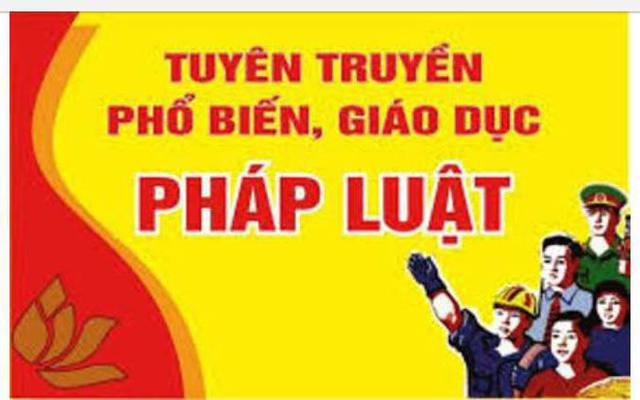 TUYÊN TRUYỀN
PHỔ BIẾN, GIÁO DỤC
PHÁP LUẬT